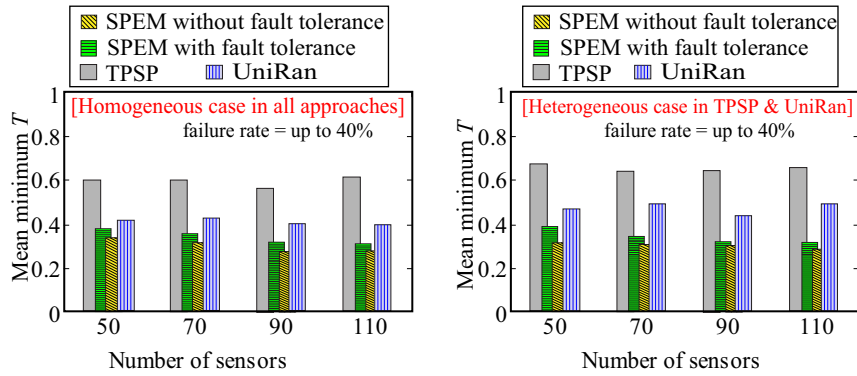 SPEM without fault tolerance
SPEM with fault tolerance
TPSP UniRan
[Homogeneous case in all approaches]
failure rate = up to 40%
Mean minimum T
1
0.8
0.6
0.4
0.2
0
50 70 90 110
Number of sensors
SPEM without fault tolerance
SPEM with fault tolerance
TPSP UniRan
[Heterogeneous case in TPSP & UniRan]
failure rate = up to 40%
Mean minimum T
1
0.8
0.6
0.4
0.2
0
50 70 90 110
Number of sensors